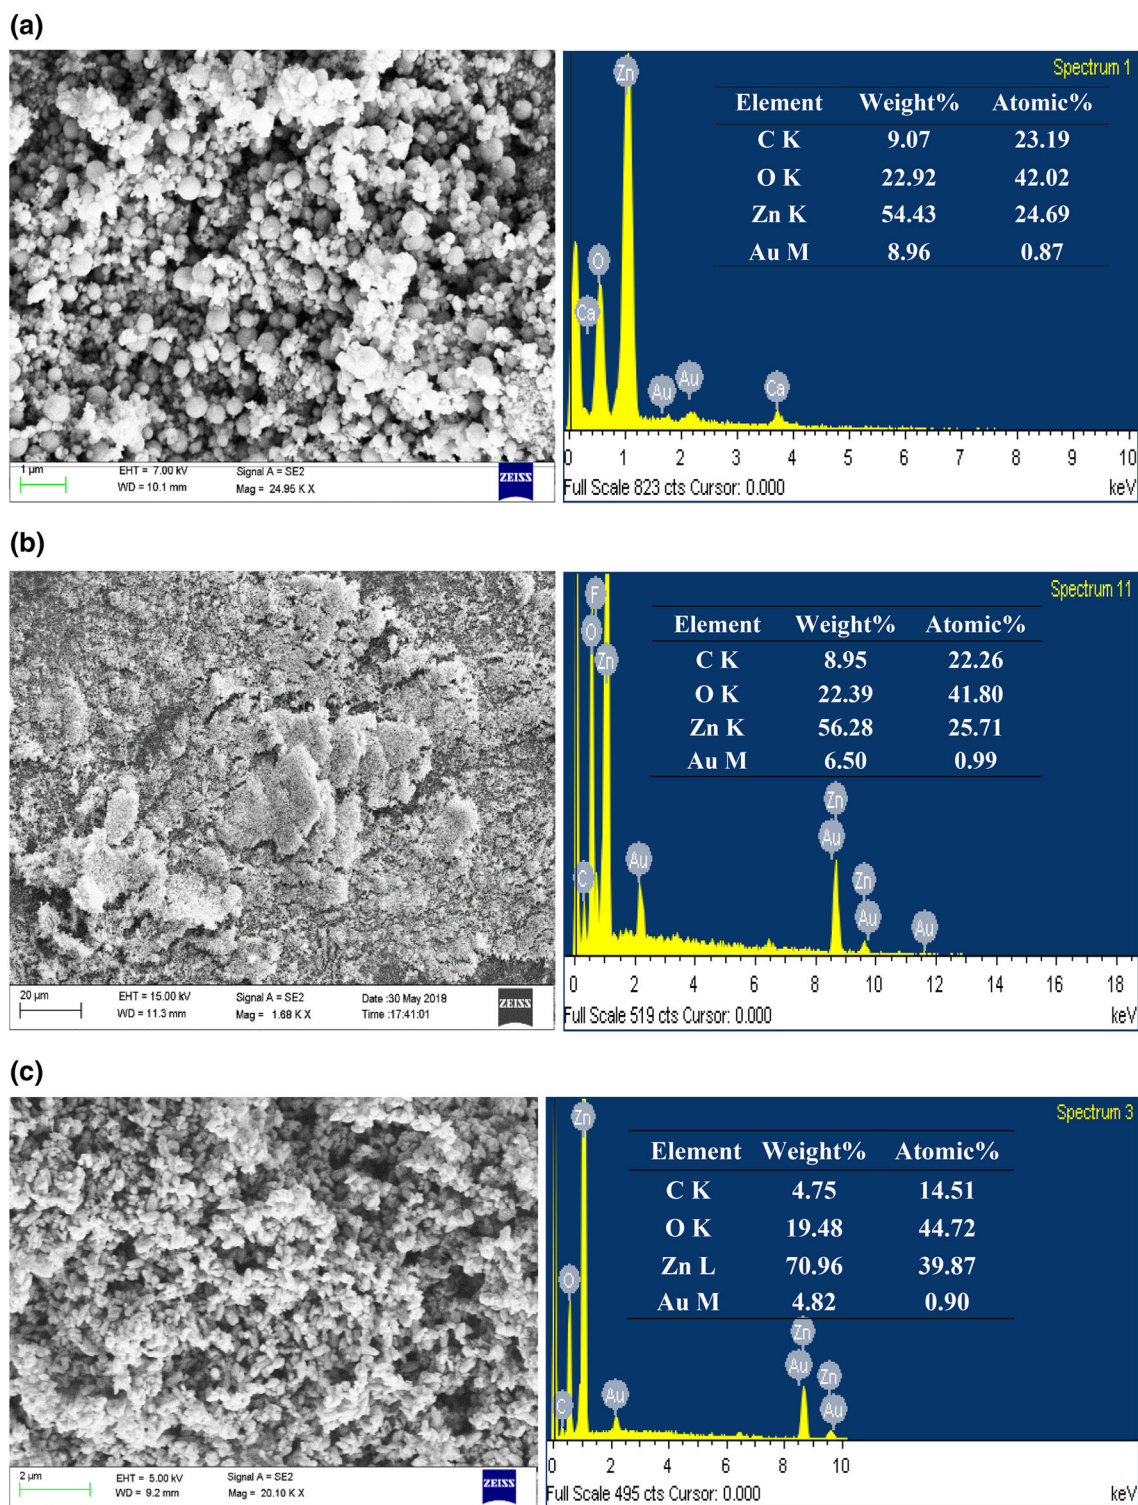 (a)
Spectrum 1
Element Weight% Atomic%
C K 9.07 23.19
O K 22.92 42.02
Zn K 54.43 24.69
Au M 8.96 0.87
Zn
O
Ca
Au
Au
Ca
0 1 2 3 4 5 6 7 8 9 10
Full Scale 823 cts Cursor: 0.000 keV
1 µm
EHT = 7.00 kV Signal A = SE2
WD = 10.1 mm Mag = 24.95 K X
ZEISS
(b)
Spectrum 11
Element Weight% Atomic%
C K 8.95 22.26
O K 22.39 41.80
Zn K 56.28 25.71
Au M 6.50 0.99
F
O
Zn
C
Au
Zn
Au
Zn
Au
Au
0 2 4 6 8 10 12 14 16 18
Full Scale 519 cts Cursor: 0.000 keV
20 µm
EHT = 15.00 kV Signal A = SE2 Date :30 May 2018
WD = 11.3 mm Mag = 1.68 K X Time :17:41:01
ZEISS
(c)
Spectrum 3
Element Weight% Atomic%
C K 4.75 14.51
O K 19.48 44.72
Zn L 70.96 39.87
Au M 4.82 0.90
Zn
O
C
Au
Zn
Au
Zn
Au
0 2 4 6 8 10
keV
Full Scale 495 cts Cursor: 0.000
2 µm
EHT = 5.00 kV Signal A = SE2
WD = 9.2 mm Mag = 20.10 K X
ZEISS